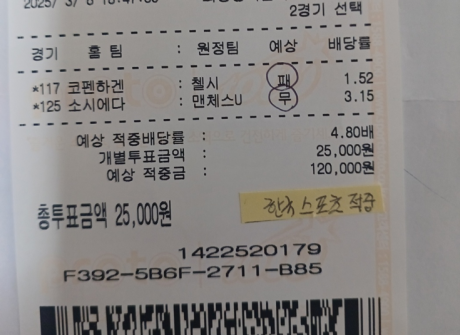 2경기 선택
경기 홈 팀 : 원정팀 예상 배당률
*117 코펜하겐 : 첼시 패 1.52
*125 소시에다 : 맨체스U 무 3.15
예상 적중배당률 : 4.80배
개별투표금액 : 25,000원
예상 적중금 : 120,000원
총투표금액 25,000원
한국 스포츠 적중
1422520179
F392-5B6F-2711-B85